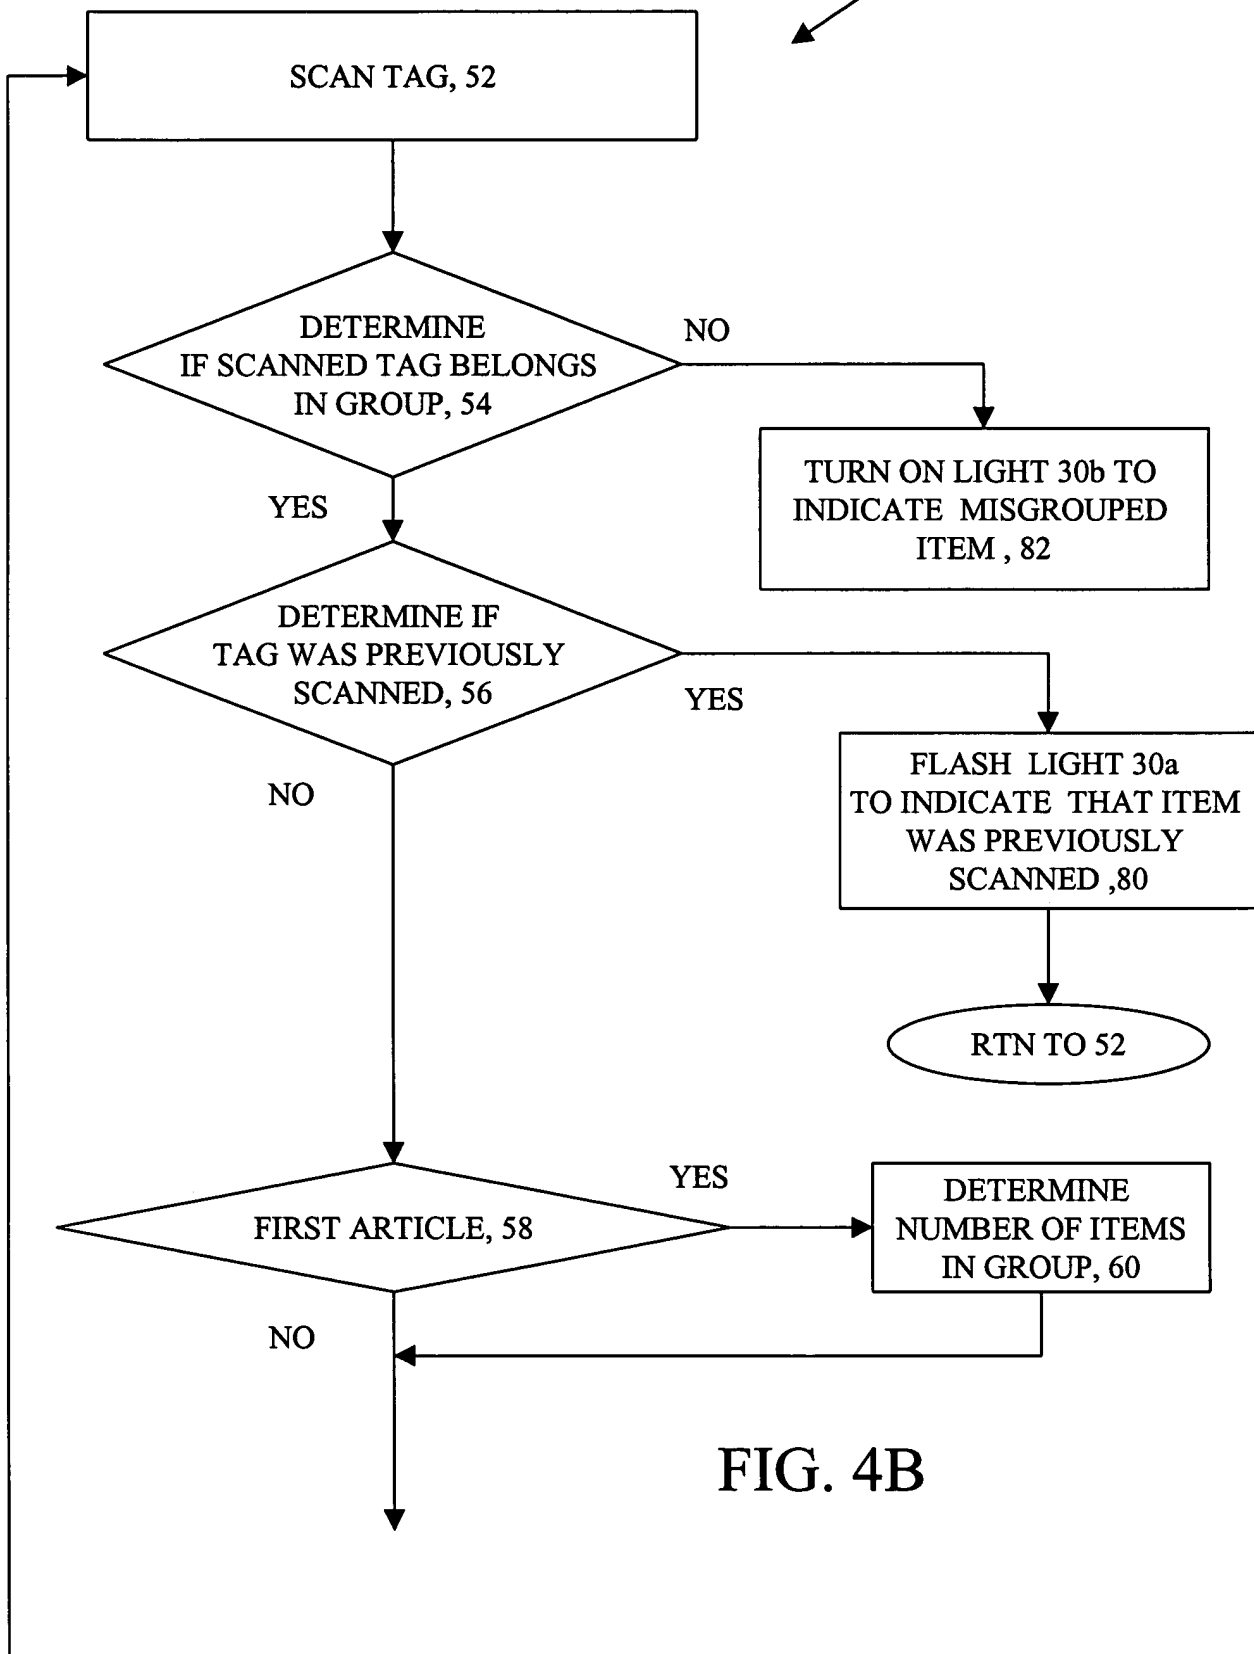 SCAN TAG, 52
DETERMINE
IF SCANNED TAG BELONGS
IN GROUP, 54
NO
TURN ON LIGHT 30b TO
INDICATE MISGROUPED
ITEM , 82
YES
DETERMINE IF
TAG WAS PREVIOUSLY
SCANNED, 56
YES
FLASH LIGHT 30a
TO INDICATE THAT ITEM
WAS PREVIOUSLY
SCANNED ,80
NO
RTN TO 52
FIRST ARTICLE, 58
YES
DETERMINE
NUMBER OF ITEMS
IN GROUP, 60
NO
FIG. 4B